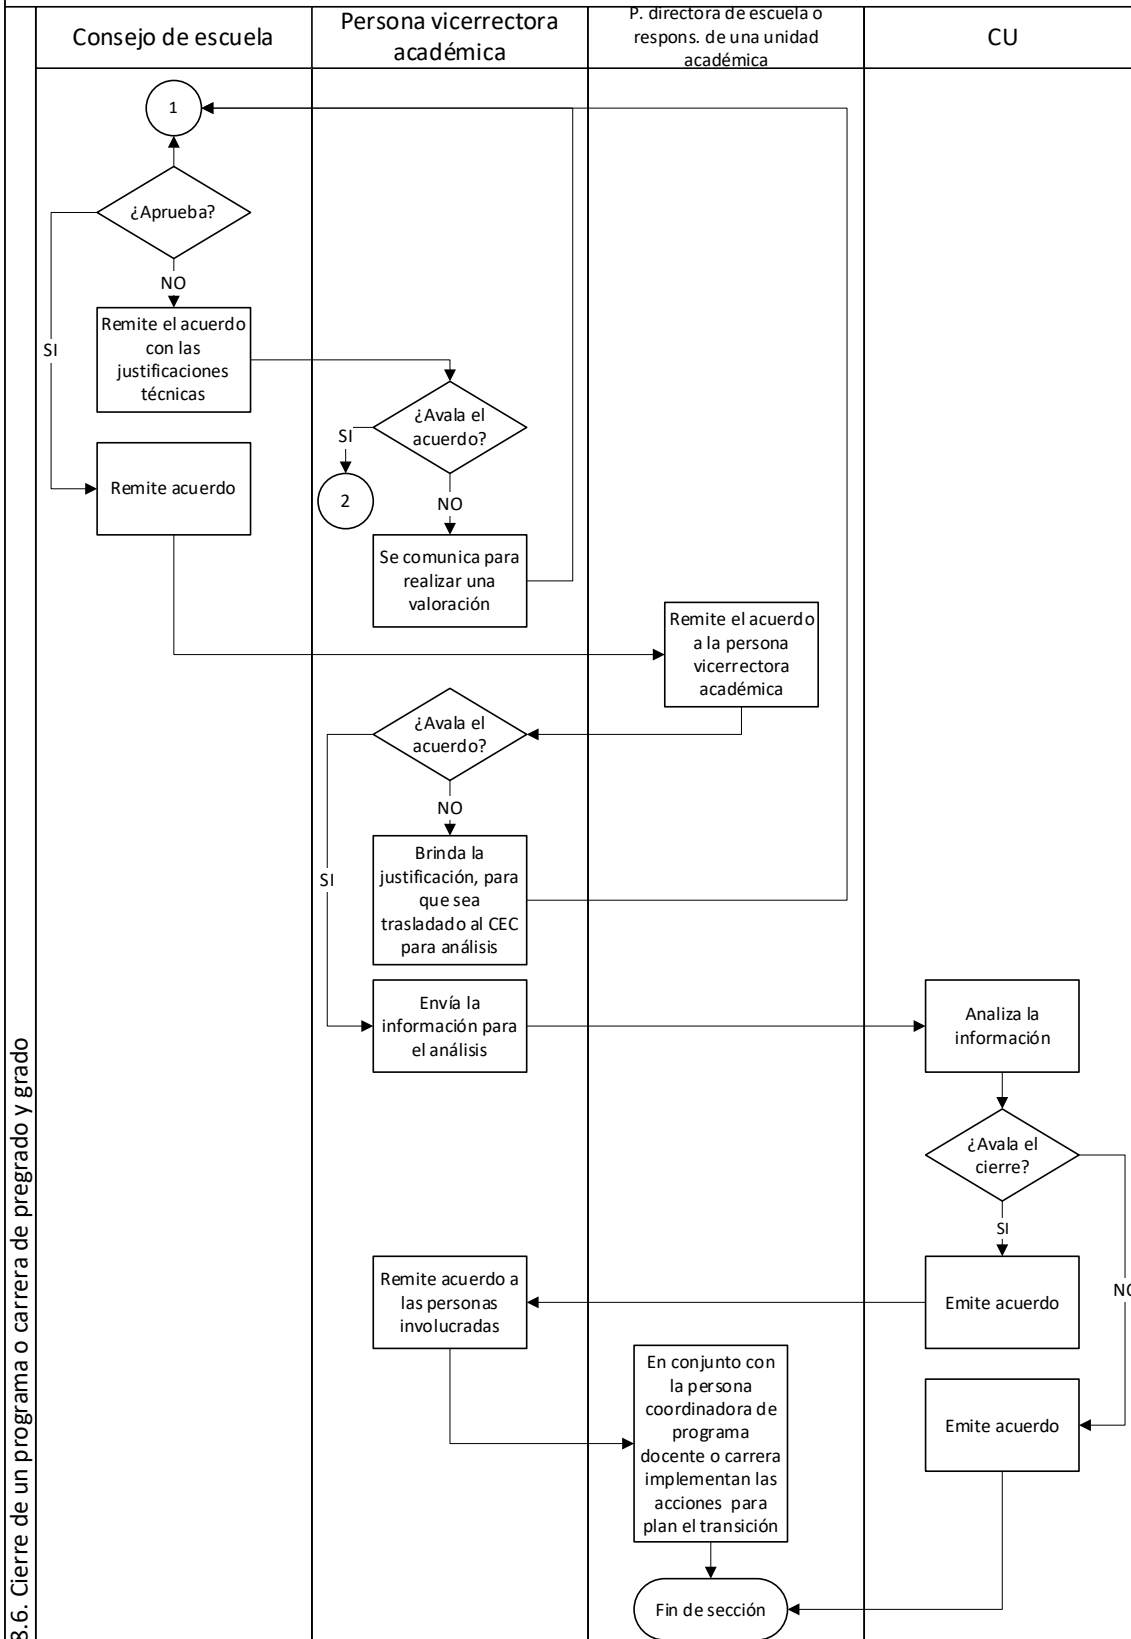 Consejo de escuela
Persona vicerrectora
académica
P. directora de escuela o
respons. de una unidad
académica
CU
1
¿Aprueba?
NO
SI
Remite el acuerdo
con las
justificaciones
técnicas
¿Avala el
acuerdo?
SI
2
NO
Remite acuerdo
Se comunica para
realizar una
valoración
Remite el acuerdo
a la persona
vicerrectora
académica
¿Avala el
acuerdo?
NO
SI
Brinda la
justificación, para
que sea
trasladado al CEC
para análisis
Envía la
información para
el análisis
Analiza la
información
¿Avala el
cierre?
SI
NO
Remite acuerdo a
las personas
involucradas
Emite acuerdo
En conjunto con
la persona
coordinadora de
programa
docente o carrera
implementan las
acciones para
plan el transición
Emite acuerdo
Fin de sección
3.6. Cierre de un programa o carrera de pregrado y grado